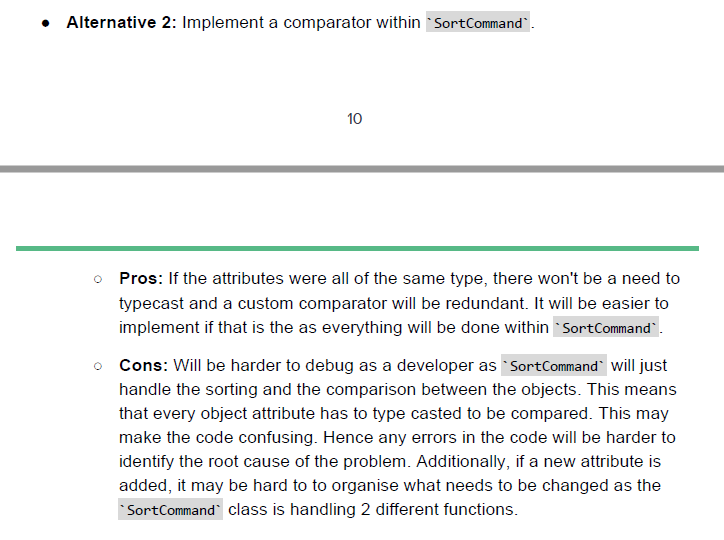 ● Alternative 2: Implement a comparator within `SortCommand`.
10
○ Pros: If the attributes were all of the same type, there won't be a need to
typecast and a custom comparator will be redundant. It will be easier to
implement if that is the as everything will be done within `SortCommand`.
○ Cons: Will be harder to debug as a developer as `SortCommand` will just
handle the sorting and the comparison between the objects. This means
that every object attribute has to type casted to be compared. This may
make the code confusing. Hence any errors in the code will be harder to
identify the root cause of the problem. Additionally, if a new attribute is
added, it may be hard to to organise what needs to be changed as the
`SortCommand` class is handling 2 different functions.